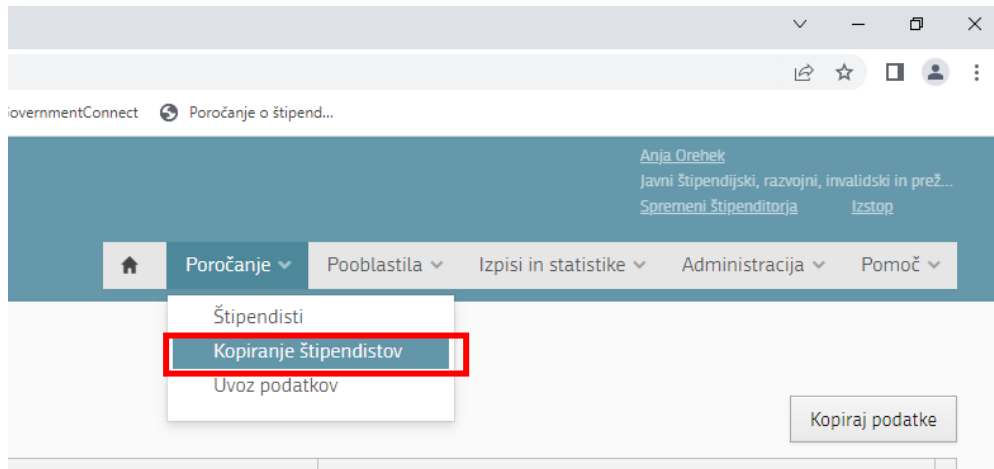 overnmentConnect Poročanje o štipend...
Anja Orehek
Javni štipendijski, razvojni, invalidski in prež...
Spremeni štipenditorja Izstop
Poročanje Pooblastila Izpisi in statistike Administracija Pomoč
Štipendisti
Kopiranje štipendistov
Uvoz podatkov
Kopiraj podatke